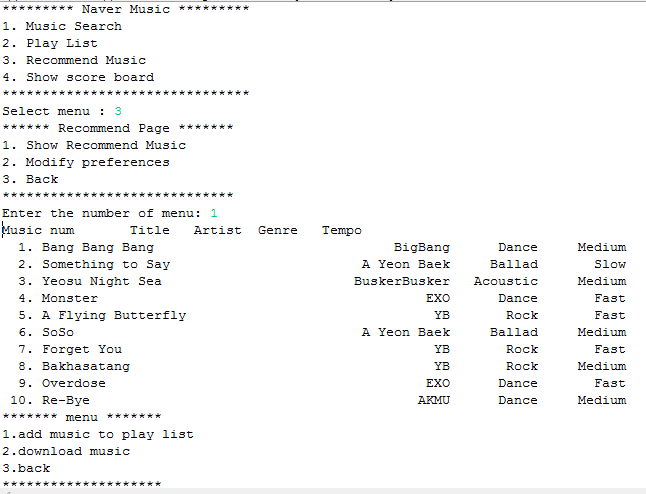 ********* Naver Music *********
1. Music Search
2. Play List
3. Recommend Music
4. Show score board
*******************************
Select menu : 3
****** Recommend Page *******
1. Show Recommend Music
2. Modify preferences
3. Back
*****************************
Enter the number of menu: 1
Music num       Title   Artist  Genre   Tempo
  1. Bang Bang Bang                              BigBang      Dance     Medium
  2. Something to Say                        A Yeon Baek     Ballad       Slow
  3. Yeosu Night Sea                        BuskerBusker   Acoustic     Medium
  4. Monster                                         EXO      Dance       Fast
  5. A Flying Butterfly                               YB       Rock       Fast
  6. SoSo                                    A Yeon Baek     Ballad     Medium
  7. Forget You                                       YB       Rock       Fast
  8. Bakhasatang                                      YB       Rock     Medium
  9. Overdose                                        EXO      Dance       Fast
 10. Re-Bye                                         AKMU      Dance     Medium
******* menu *******
1.add music to play list
2.download music
3.back
********************